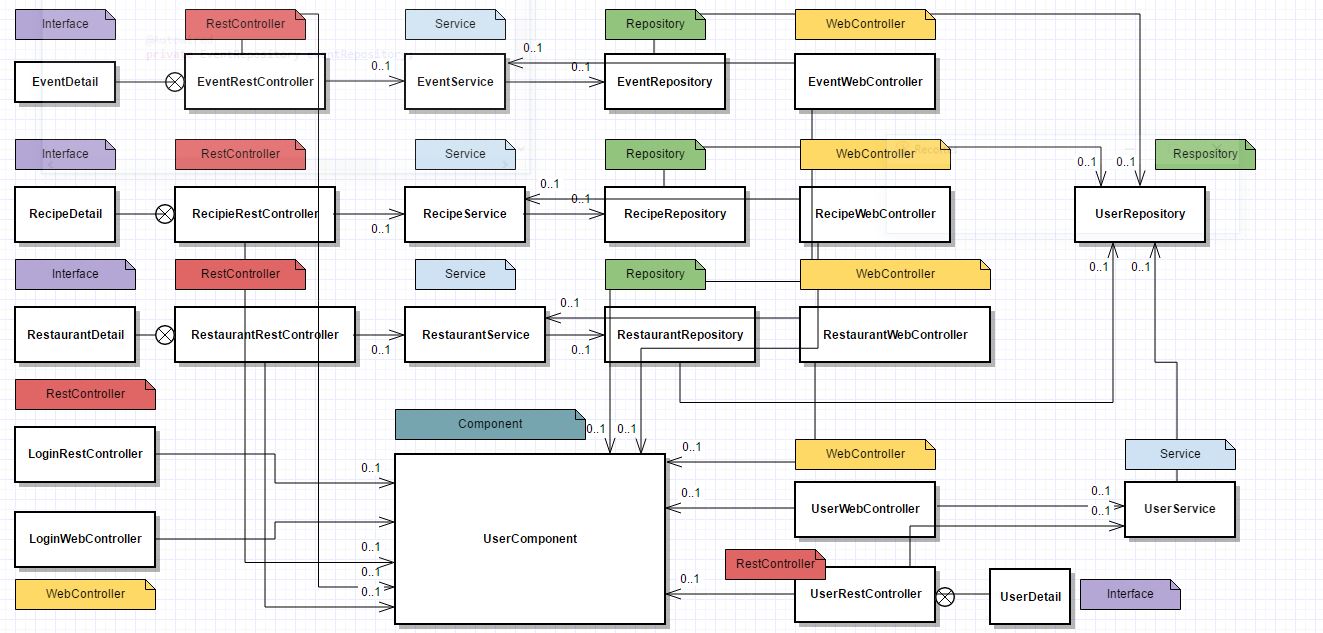 Interface
RestController
Service
Repository
WebController
0..1
0..1
0..1
EventDetail
EventRestController
EventService
EventRepository
EventWebController
Interface
RestController
Service
Repository
WebController
0..1
0..1
Respository
0..1
0..1
0..1
RecipeDetail
RecipieRestController
RecipeService
RecipeRepository
RecipeWebController
UserRepository
Interface
RestController
Service
Repository
WebController
0..1
0..1
0..1
0..1
0..1
RestaurantDetail
RestaurantRestController
RestaurantService
RestaurantRepository
RestaurantWebController
RestController
Component
0..1
0..1
LoginRestController
0..1
0..1
WebController
Service
0..1
0..1
0..1
UserWebController
UserService
LoginWebController
UserComponent
0..1
0..1
0..1
RestController
0..1
WebController
UserRestController
UserDetail
Interface
private EventRepository eventRepository;